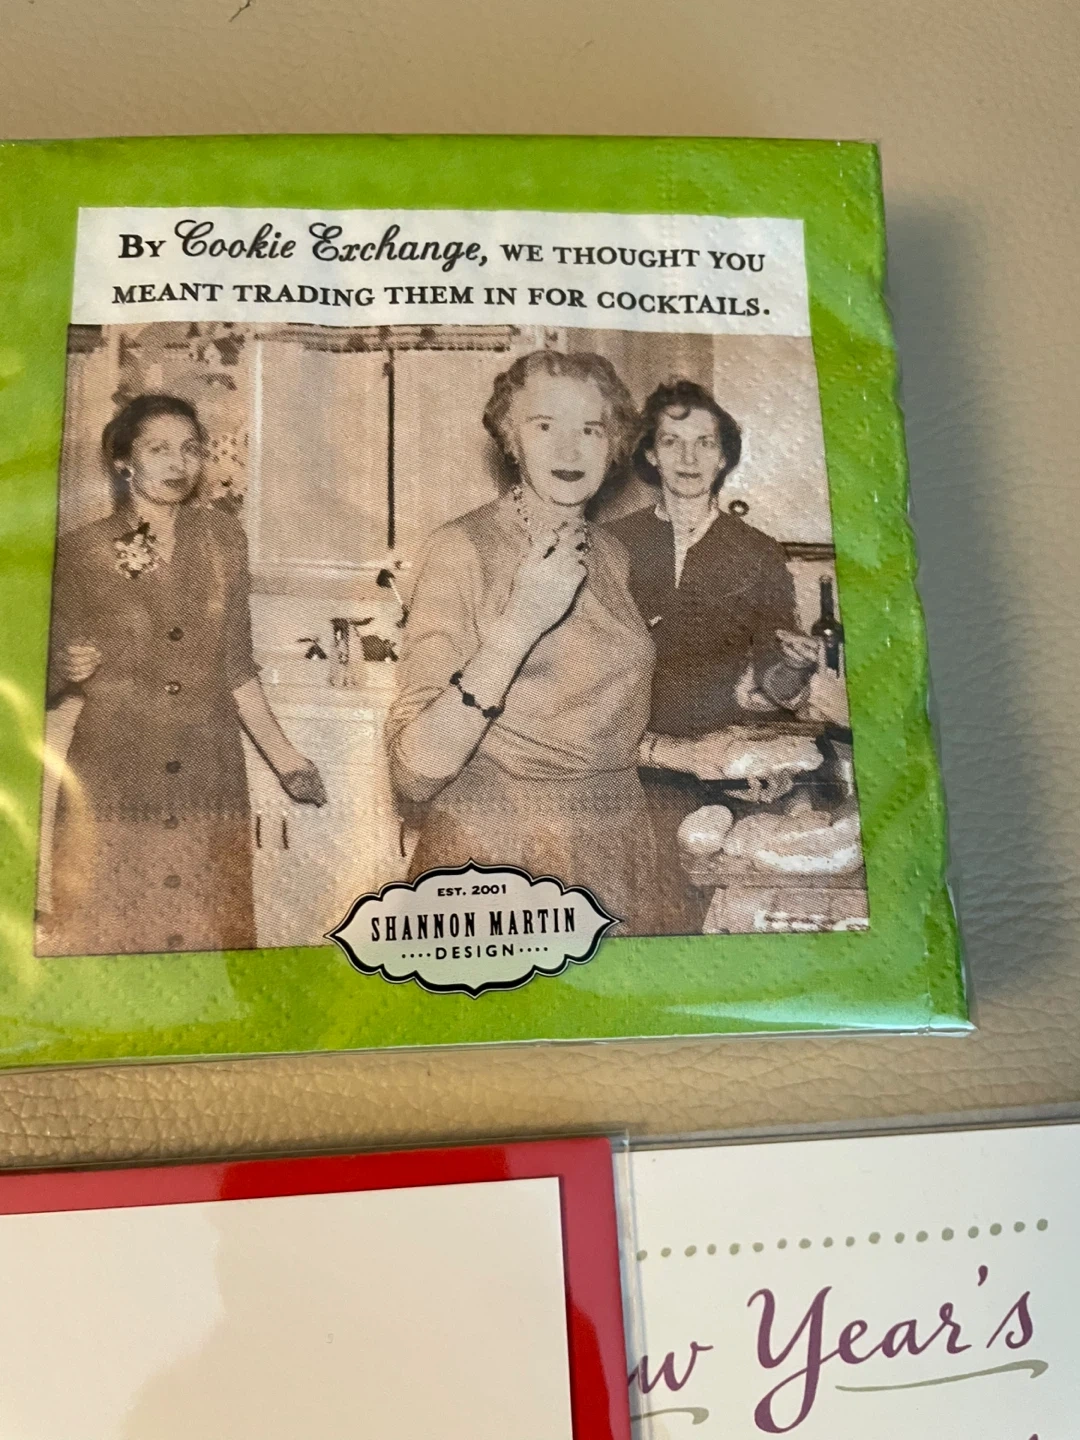 By Cookie Exchange, we thought you
meant trading them in for cocktails.
EST. 2001
SHANNON MARTIN
····DESIGN····
Year's